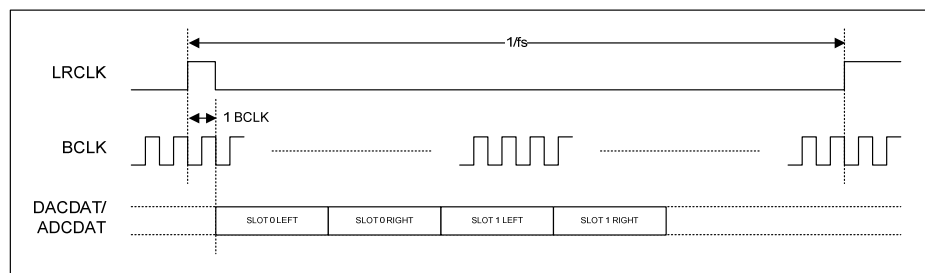 1/fs
LRCLK
1 BCLK
BCLK
DACDAT/
ADCDAT
SLOT 0 LEFT SLOT 0 RIGHT SLOT 1 LEFT SLOT 1 RIGHT